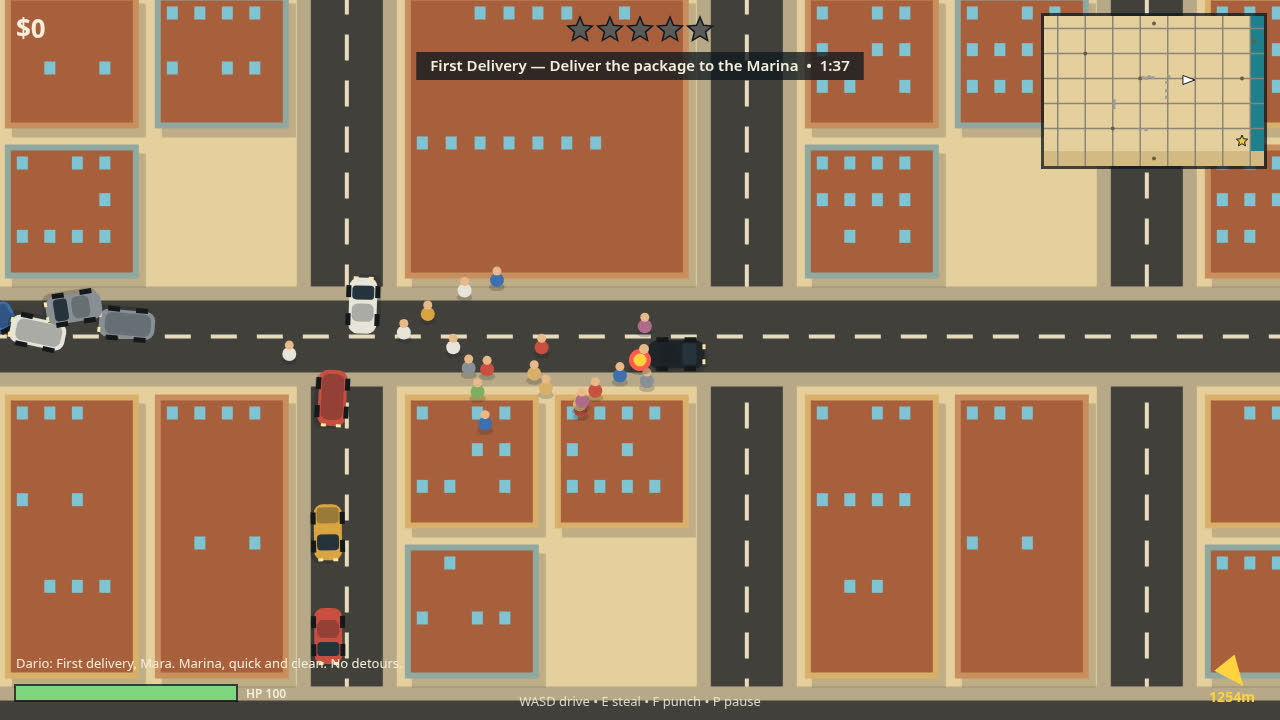 $0
First Delivery — Deliver the package to the Marina • 1:37
Dario: First delivery, Mara. Marina, quick and clean. No detours.
HP 100
WASD drive • E steal • F punch • P pause
1254m